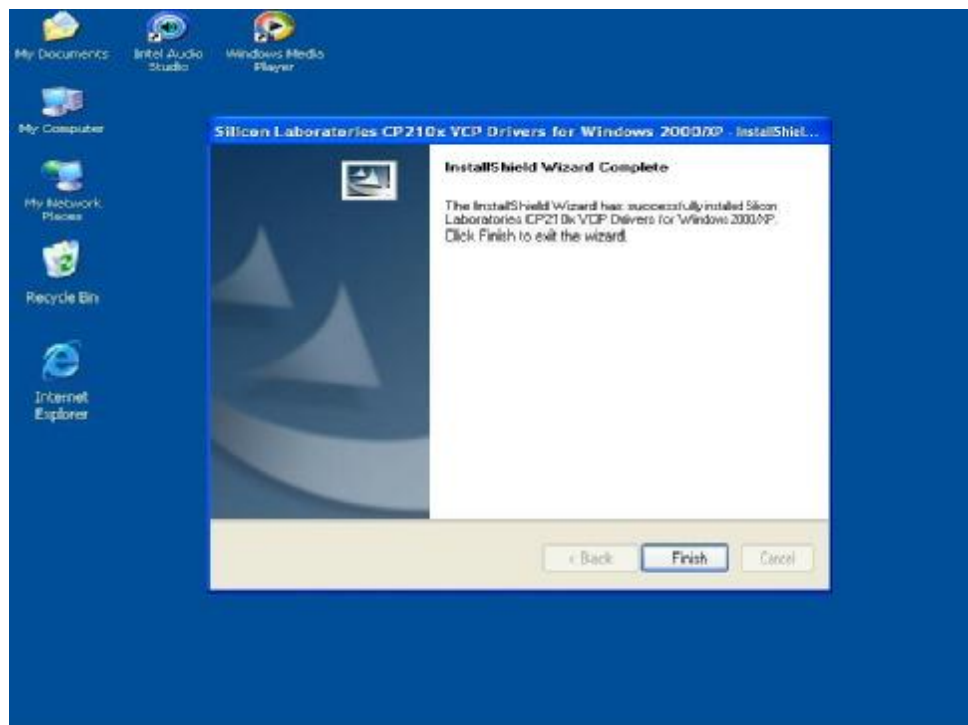 My Documents
Intel Audio
Studio
Windows Media
Player
My Computer
My Network
Places
Recycle Bin
Internet
Explorer
Silicon Laboratories CP210x VCP Drivers for Windows 2000/XP - InstallShiel...
InstallShield Wizard Complete
The InstallShield Wizard has successfully installed Silicon
Laboratories CP210x VCP Drivers for Windows 2000/XP.
Click Finish to exit the wizard.
< Back
Finish
Cancel